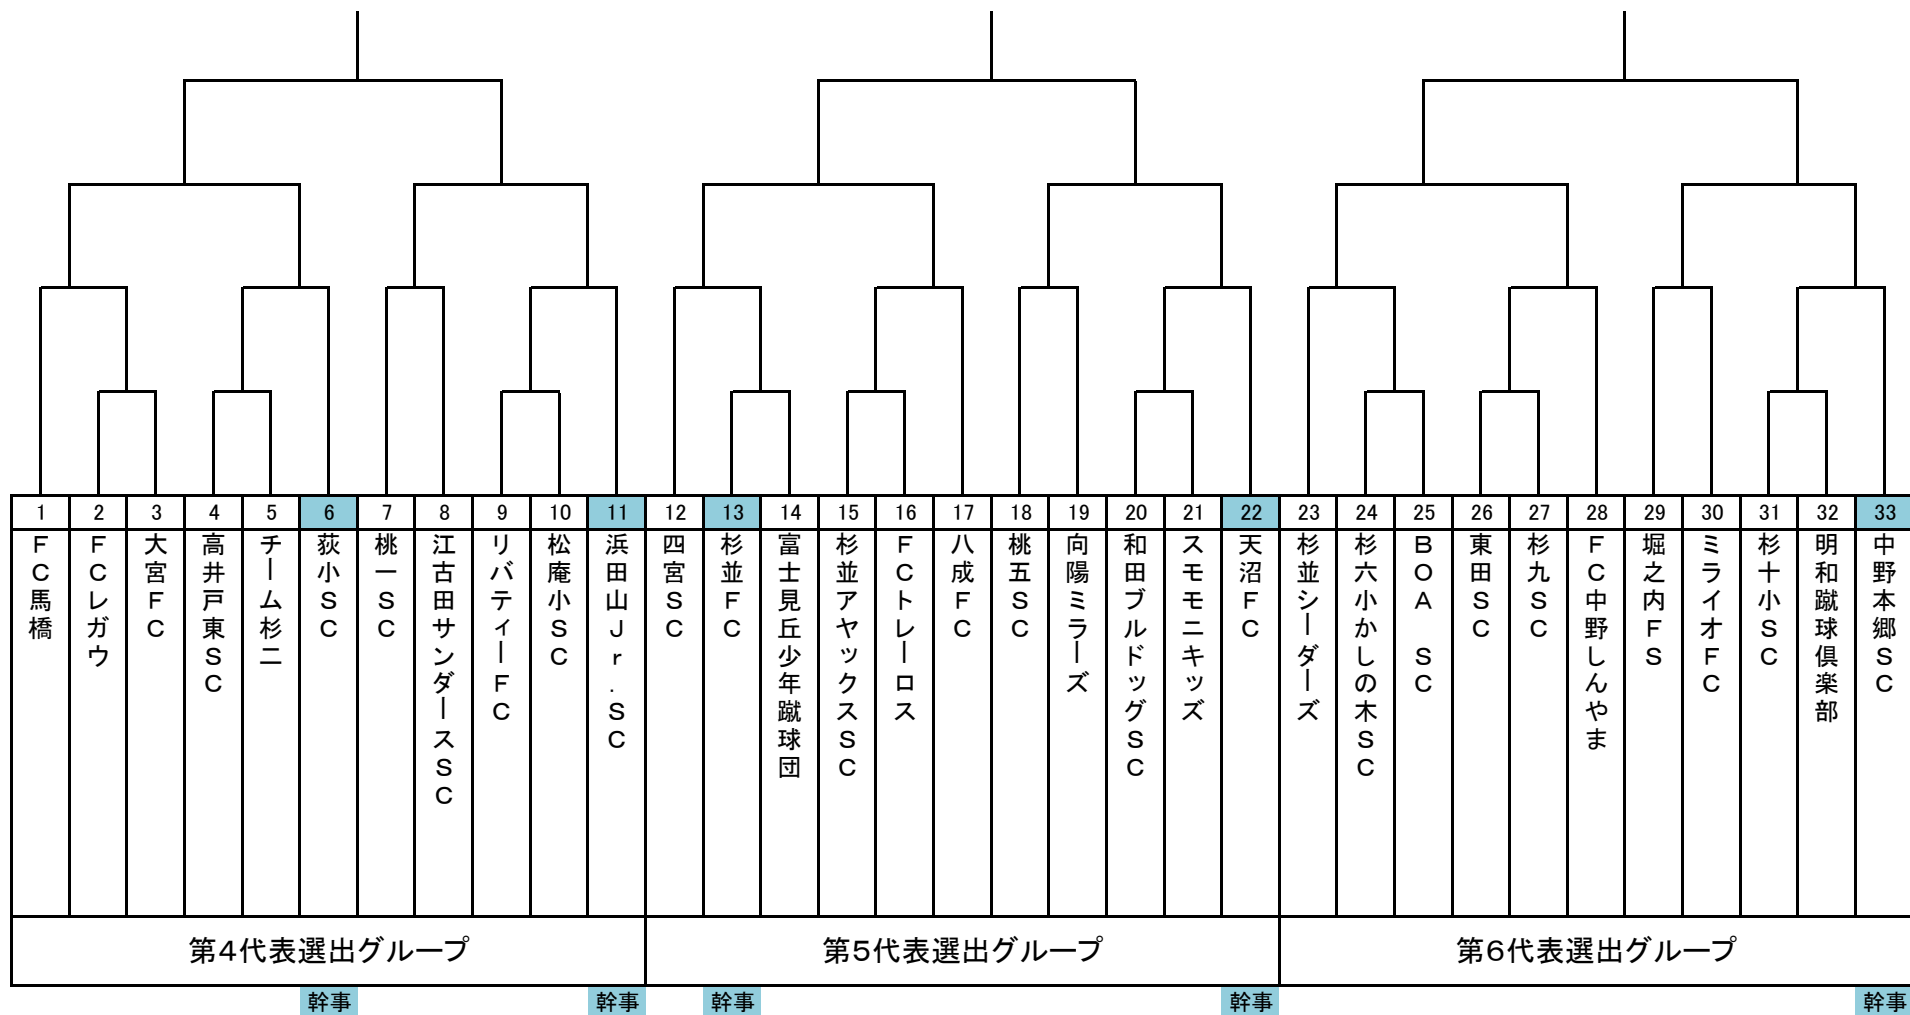 1 2 3 4 5 6 7 8 9 10 11 12 13 14 15 16 17 18 19 20 21 22 23 24 25 26 27 28 29 30 31 32 33
FC馬橋
FCレガウ
大宮FC
高井戸東SC
チーム杉二
荻小SC
桃一SC
江古田サンダースSC
リバティーFC
松庵小SC
浜田山Jr.SC
四宮SC
杉並FC
富士見丘少年蹴球団
杉並アヤックスSC
FCトレーロス
八成FC
桃五SC
向陽ミラーズ
和田ブルドッグSC
スモモニキッズ
天沼FC
杉並シーダーズ
杉六小かしの木SC
BOA SC
東田SC
杉九SC
FC中野しんやま
堀之内FS
ミライオFC
杉十小SC
明和蹴球倶楽部
中野本郷SC
第4代表選出グループ 第5代表選出グループ 第6代表選出グループ
幹事 幹事 幹事 幹事 幹事